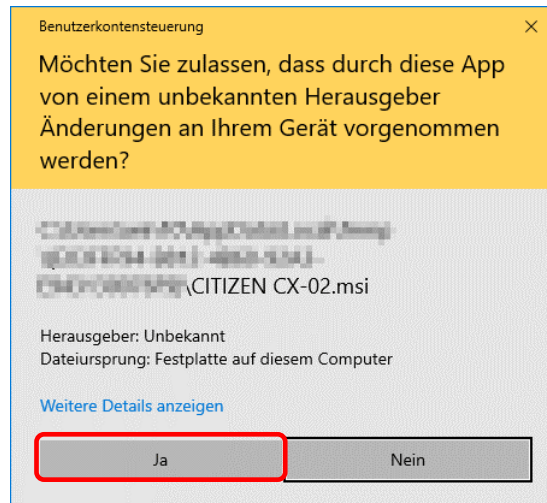 Benutzerkontensteuerung
Möchten Sie zulassen, dass durch diese App
von einem unbekannten Herausgeber
Änderungen an Ihrem Gerät vorgenommen
werden?
\CITIZEN CX-02.msi
Herausgeber: Unbekannt
Dateiursprung: Festplatte auf diesem Computer
Weitere Details anzeigen
Ja
Nein